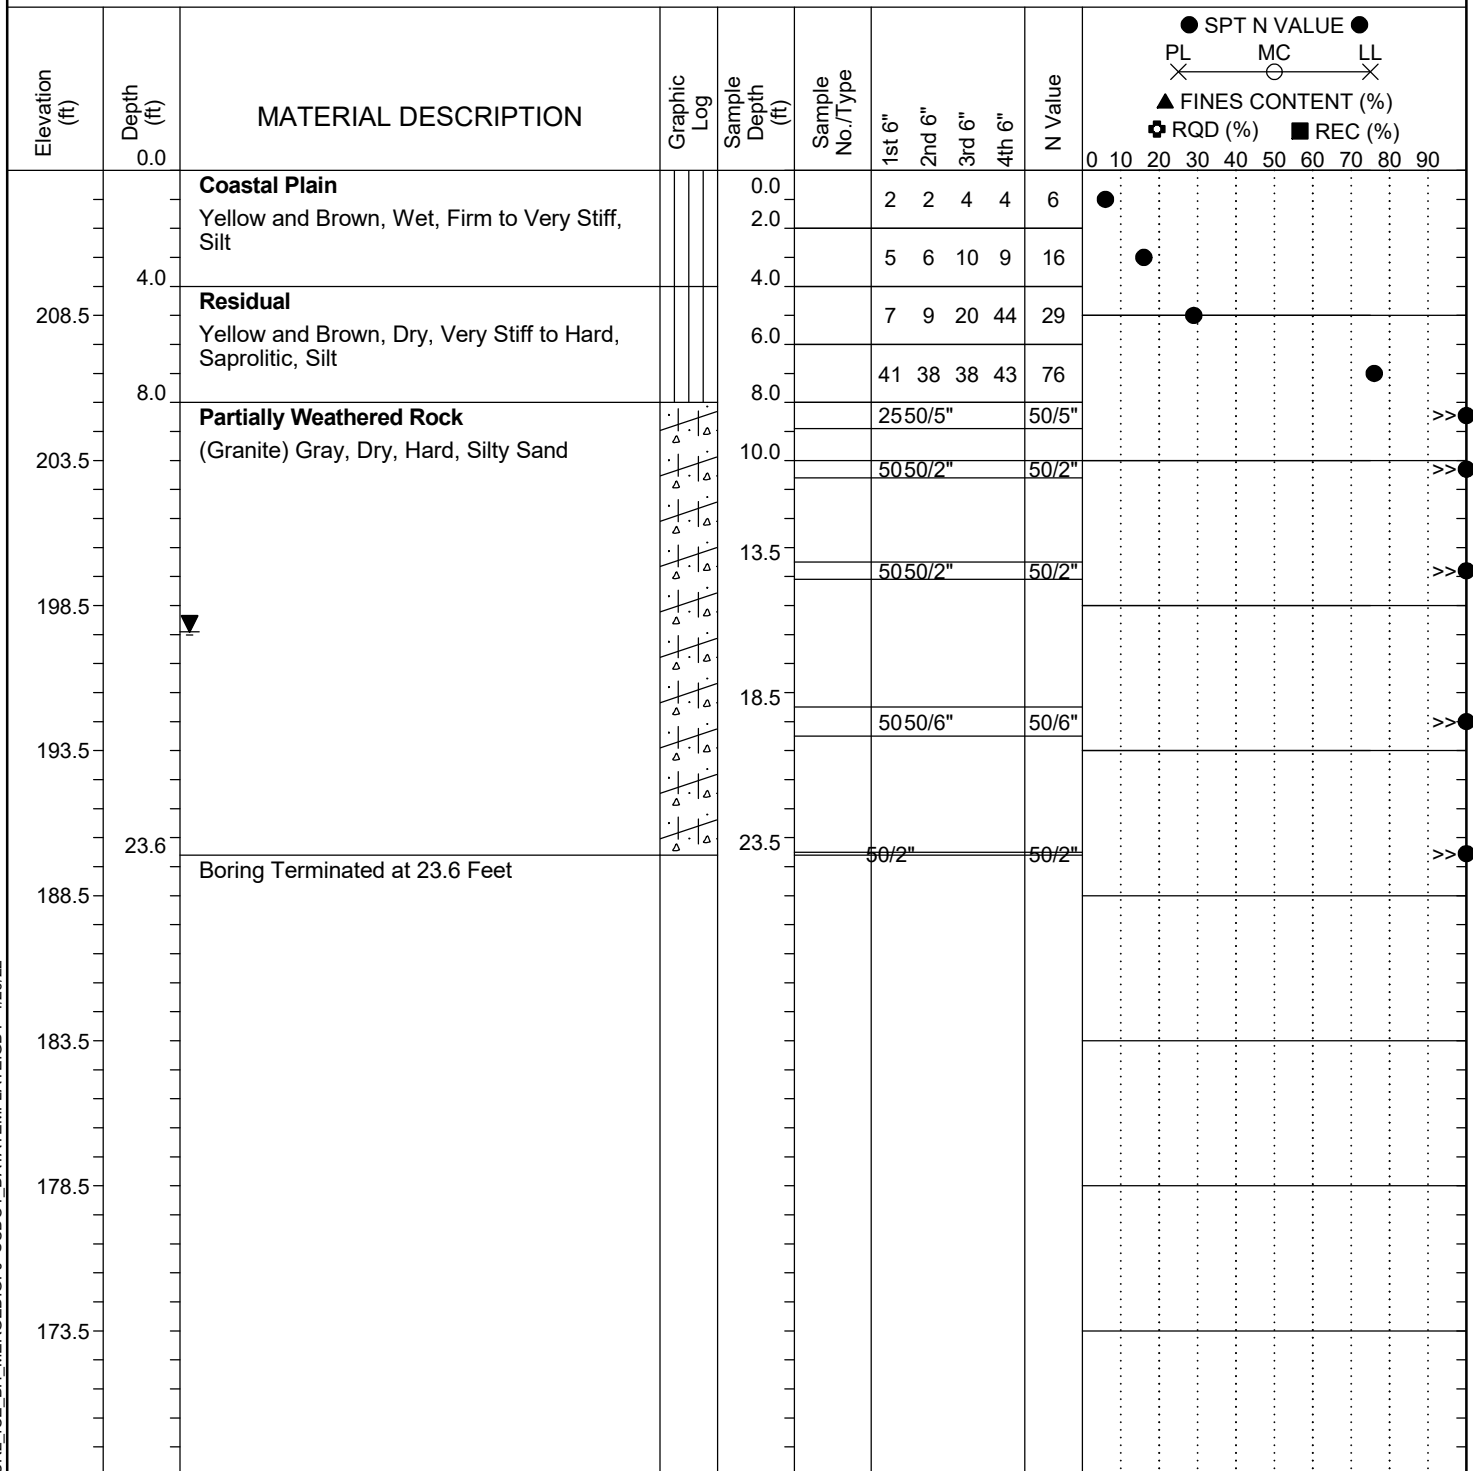 ● SPT N VALUE ●
PL MC LL
▲ FINES CONTENT (%)
RQD (%) ■ REC (%)
0 10 20 30 40 50 60 70 80 90
Elevation (ft)
Depth (ft)
0.0
MATERIAL DESCRIPTION
Graphic Log
Sample Depth (ft)
Sample No./Type
1st 6"
2nd 6"
3rd 6"
4th 6"
N Value
Coastal Plain
Yellow and Brown, Wet, Firm to Very Stiff,
Silt
0.0
2 2 4 4 6
2.0
5 6 10 9 16
4.0 4.0
Residual
Yellow and Brown, Dry, Very Stiff to Hard,
Saprolitic, Silt
208.5 7 9 20 44 29
6.0
41 38 38 43 76
8.0 8.0
Partially Weathered Rock
(Granite) Gray, Dry, Hard, Silty Sand
25 50/5" 50/5" >>
10.0
203.5 50 50/2" 50/2" >>
13.5
50 50/2" 50/2" >>
198.5
18.5
50 50/6" 50/6" >>
193.5
23.6 23.5
50/2" 50/2" >>
Boring Terminated at 23.6 Feet
188.5
183.5
178.5
173.5